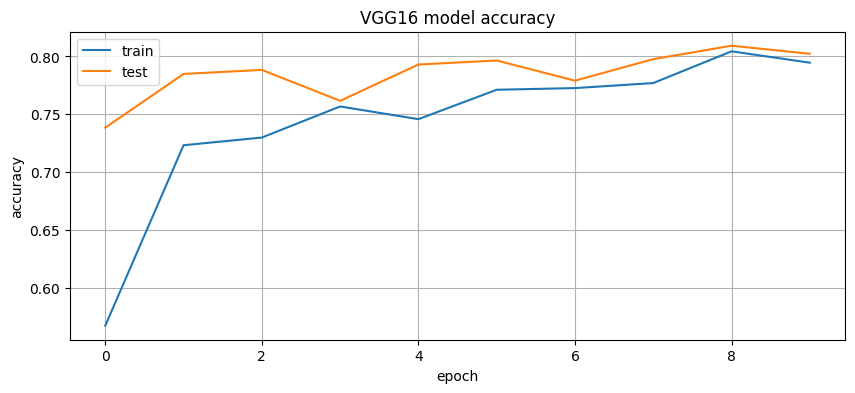 VGG16 model accuracy
train
test
0.80
0.75
0.70
0.65
0.60
accuracy
0 2 4 6 8
epoch